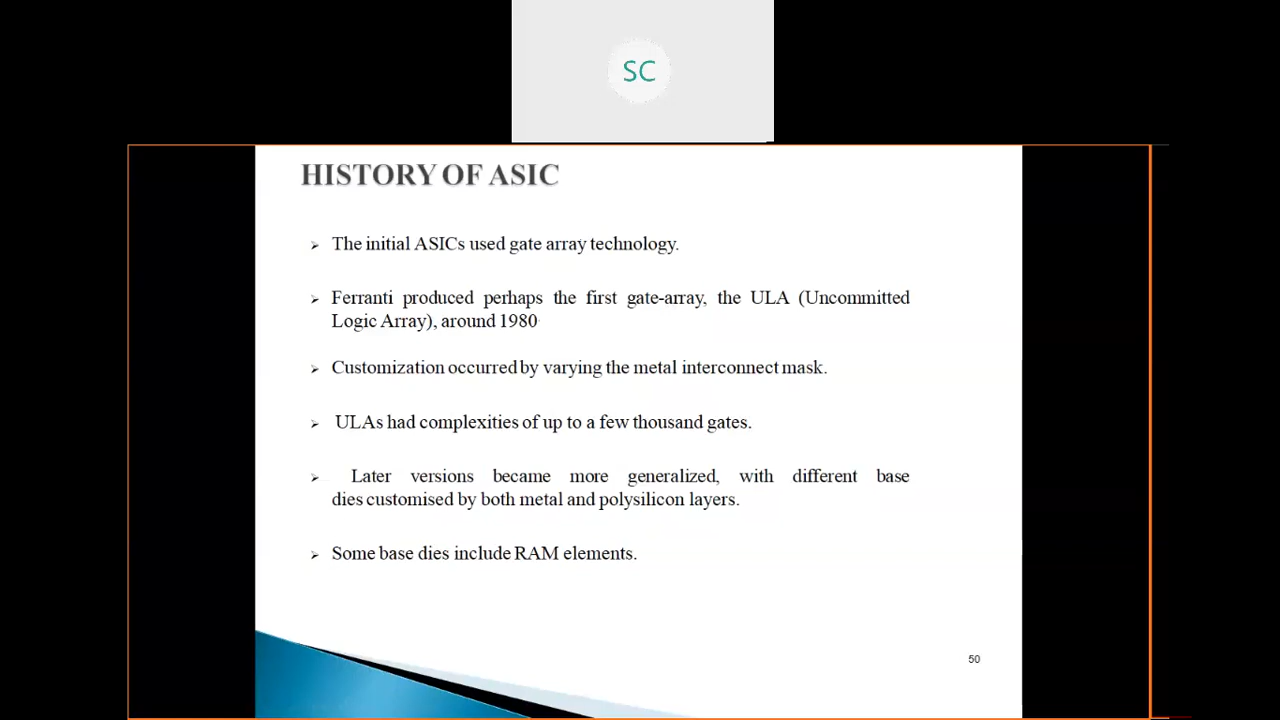 SC
HISTORY OF ASIC
➢ The initial ASICs used gate array technology.
➢ Ferranti produced perhaps the first gate-array, the ULA (Uncommitted
Logic Array), around 1980
➢ Customization occurred by varying the metal interconnect mask.
➢ ULAs had complexities of up to a few thousand gates.
➢ Later versions became more generalized, with different base
dies customised by both metal and polysilicon layers.
➢ Some base dies include RAM elements.
50